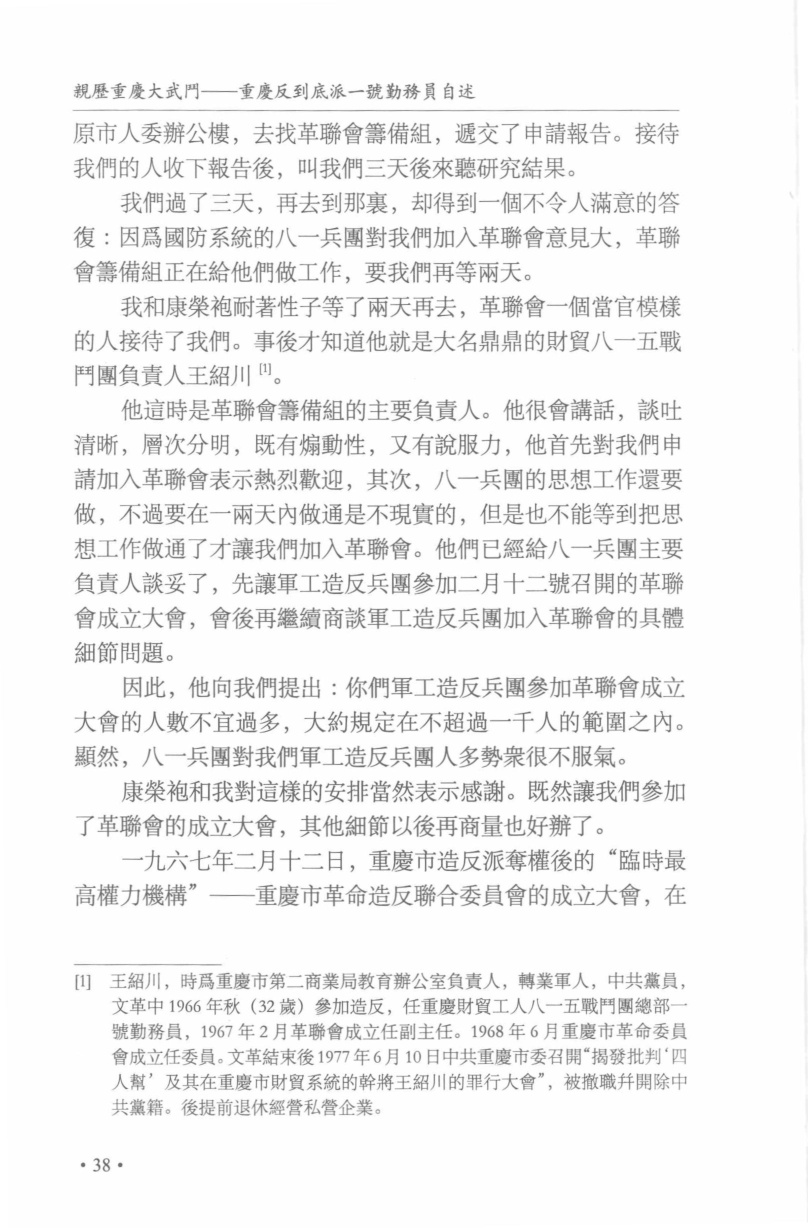 親歷重慶大武鬥——重慶反到底派一號勤務員自述
原市人委辦公樓，去找革聯會籌備組，遞交了申請報告。接待
我們的人收下報告後，叫我們三天後來聽研究結果。
我們過了三天，再去到那裏，却得到一個不令人滿意的答
復：因爲國防系統的八一兵團對我們加入革聯會意見大，革聯
會籌備組正在給他們做工作，要我們再等兩天。
我和康榮袍耐著性子等了兩天再去，革聯會一個當官模樣
的人接待了我們。事後才知道他就是大名鼎鼎的財貿八一五戰
鬥團負責人王紹川[1]。
他這時是革聯會籌備組的主要負責人。他很會講話，談吐
清晰，層次分明，既有煽動性，又有說服力，他首先對我們申
請加入革聯會表示熱烈歡迎，其次，八一兵團的思想工作還要
做，不過要在一兩天內做通是不現實的，但是也不能等到把思
想工作做通了才讓我們加入革聯會。他們已經給八一兵團主要
負責人談妥了，先讓軍工造反兵團參加二月十二號召開的革聯
會成立大會，會後再繼續商談軍工造反兵團加入革聯會的具體
細節問題。
因此，他向我們提出：你們軍工造反兵團參加革聯會成立
大會的人數不宜過多，大約規定在不超過一千人的範圍之內。
顯然，八一兵團對我們軍工造反兵團人多勢衆很不服氣。
康榮袍和我對這樣的安排當然表示感謝。既然讓我們參加
了革聯會的成立大會，其他細節以後再商量也好辦了。
一九六七年二月十二日，重慶市造反派奪權後的“臨時最
高權力機構”——重慶市革命造反聯合委員會的成立大會，在
[1] 王紹川，時爲重慶市第二商業局教育辦公室負責人，轉業軍人，中共黨員，
文革中1966年秋（32歲）參加造反，任重慶財貿工人八一五戰鬥團總部一
號勤務員，1967年2月革聯會成立任副主任。1968年6月重慶市革命委員
會成立任委員。文革結束後1977年6月10日中共重慶市委召開“揭發批判‘四
人幫’及其在重慶市財貿系統的幹將王紹川的罪行大會”，被撤職幷開除中
共黨籍。後提前退休經營私營企業。
·38·